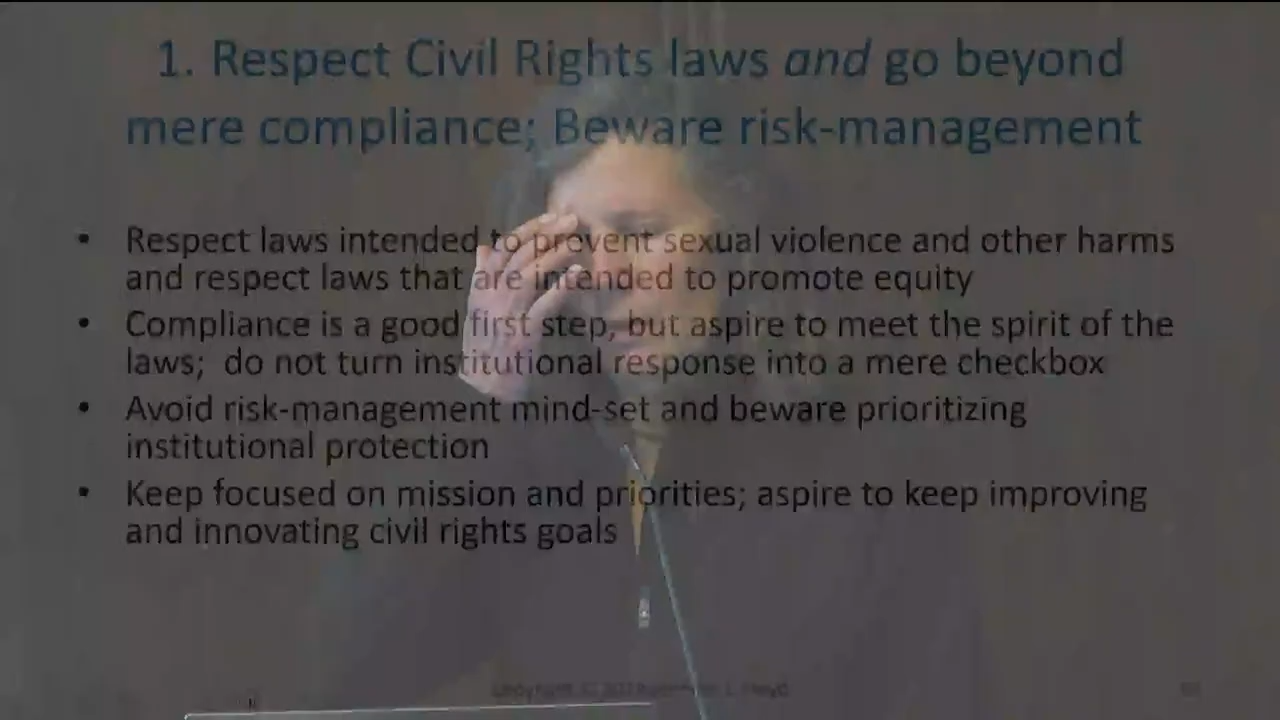 1. Respect Civil Rights laws and go beyond
mere compliance; Beware risk-management
• Respect laws intended to prevent sexual violence and other harms
and respect laws that are intended to promote equity
• Compliance is a good first step, but aspire to meet the spirit of the
laws; do not turn institutional response into a mere checkbox
• Avoid risk-management mind-set and beware prioritizing
institutional protection
• Keep focused on mission and priorities; aspire to keep improving
and innovating civil rights goals
Copyright ©